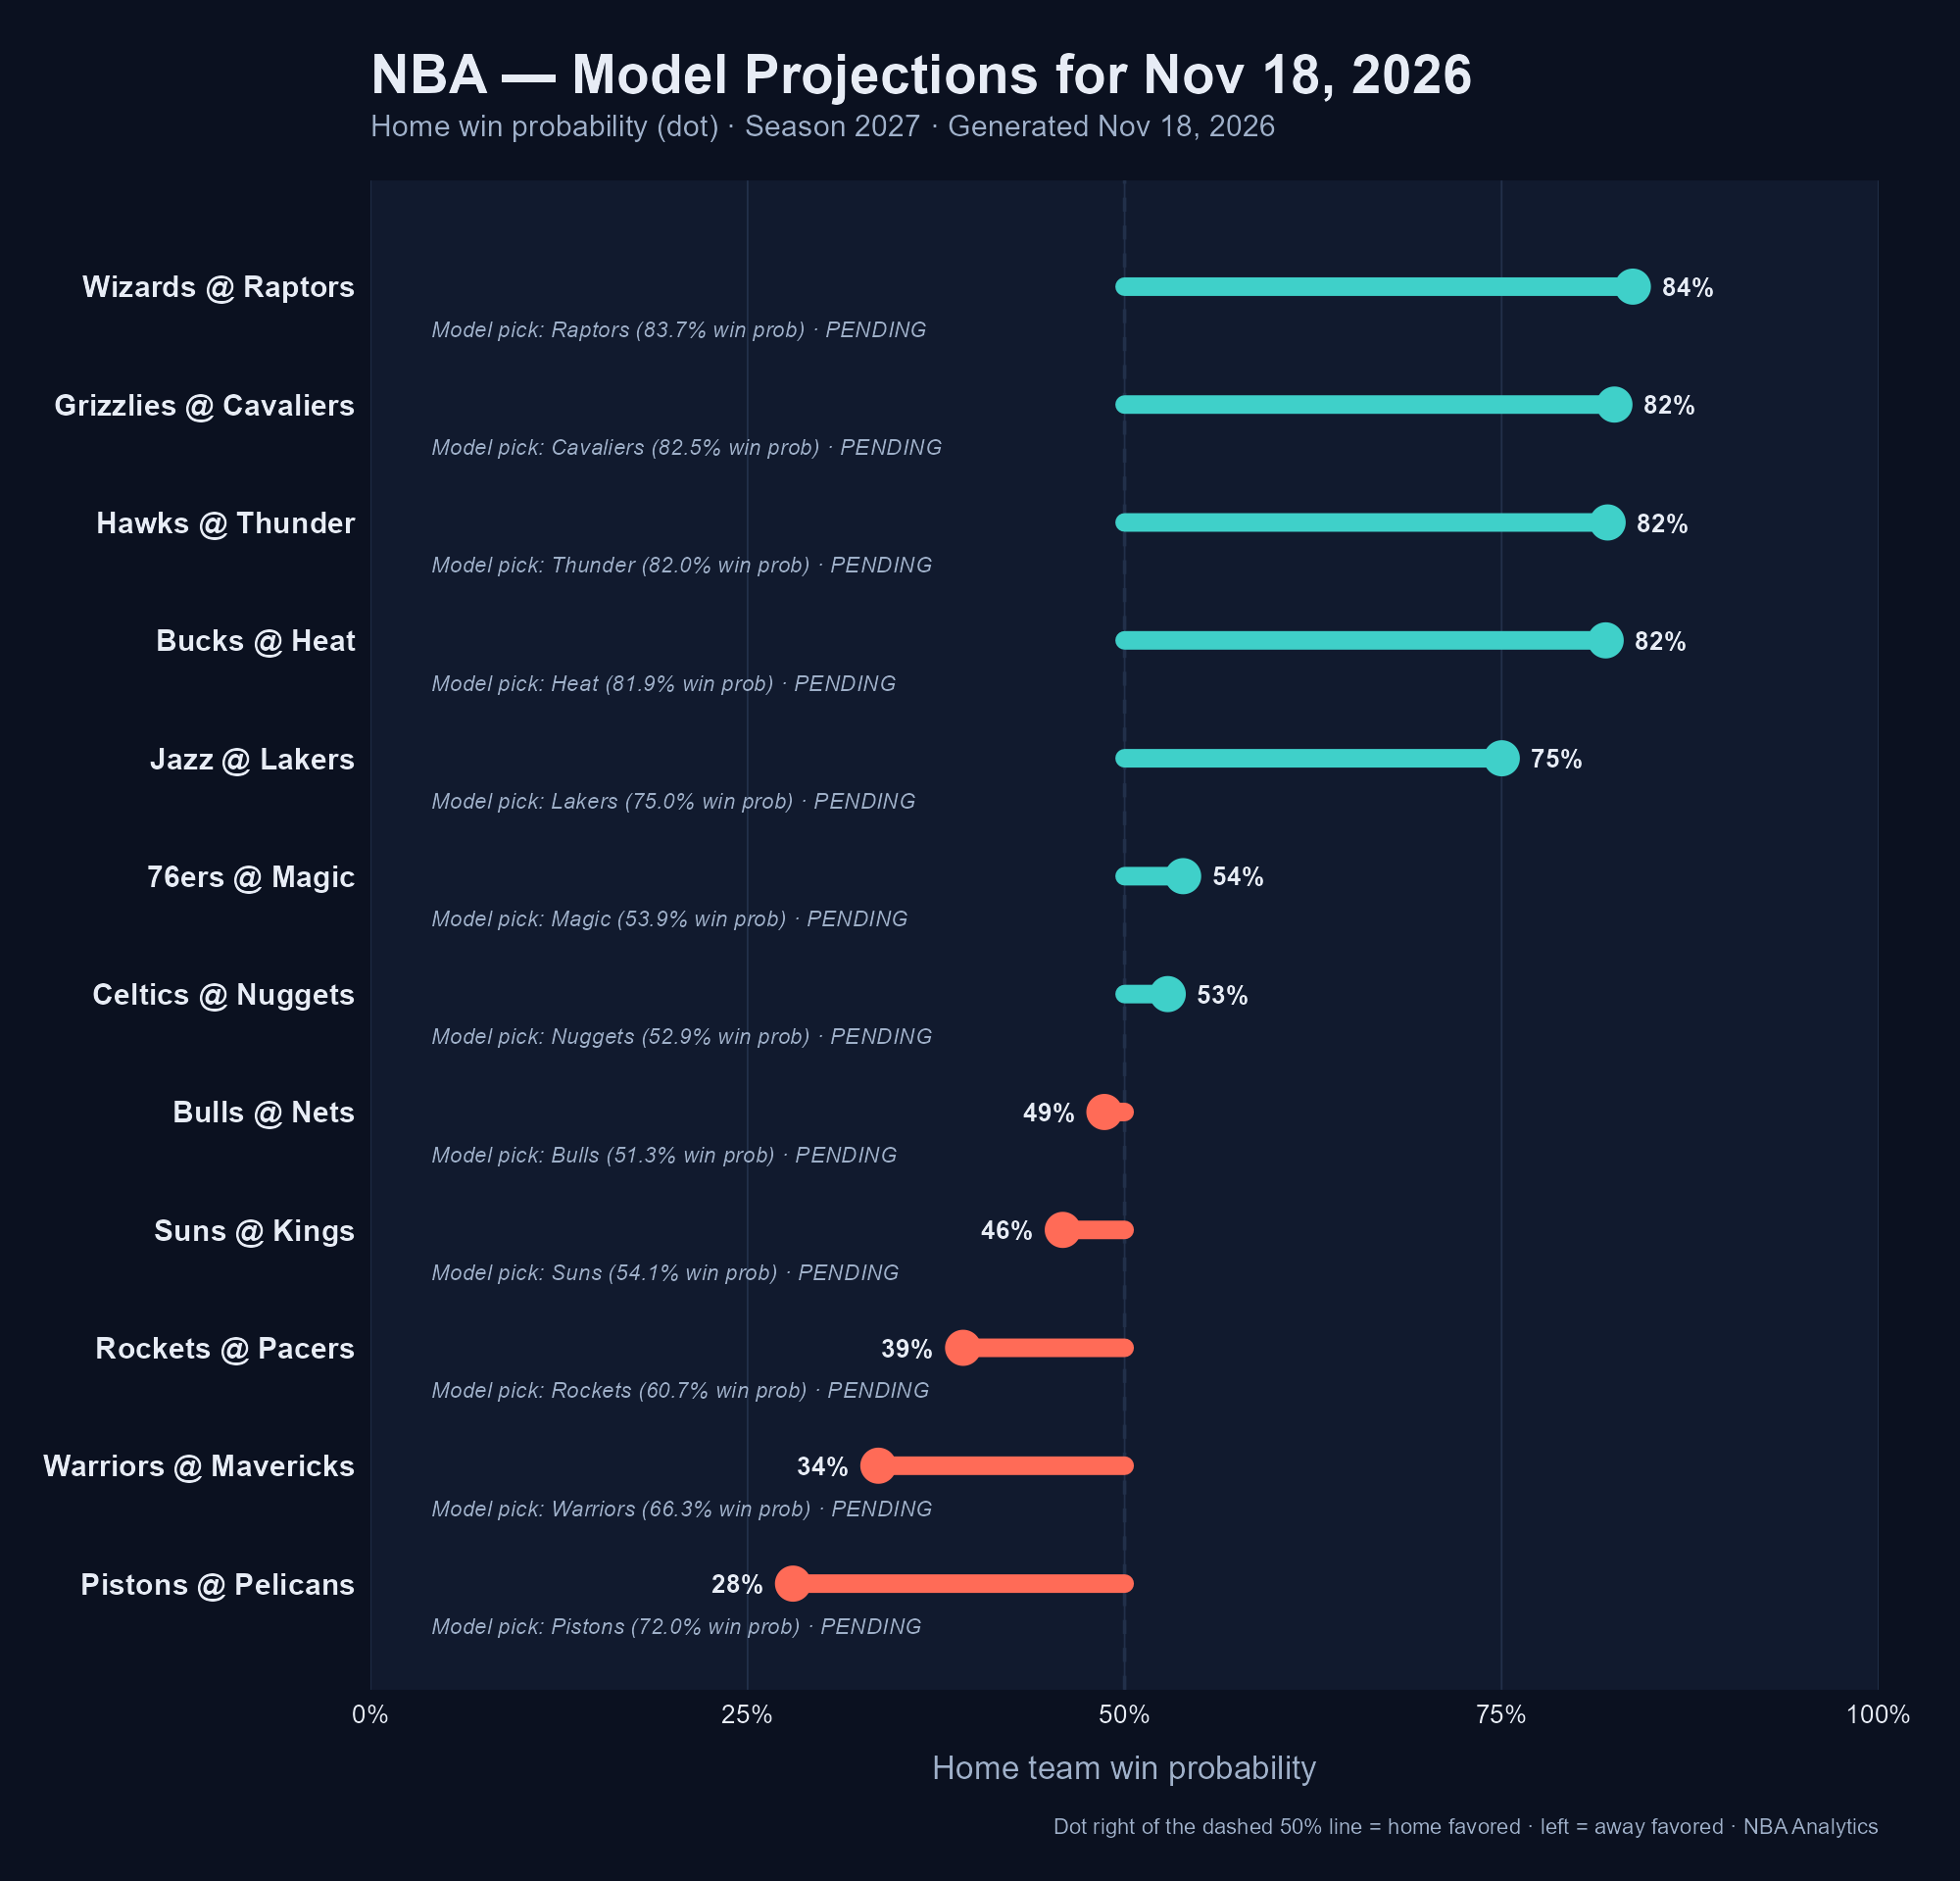 NBA — Model Projections for Nov 18, 2026
Home win probability (dot) · Season 2027 · Generated Nov 18, 2026
Wizards @ Raptors
84%
Model pick: Raptors (83.7% win prob) · PENDING
Grizzlies @ Cavaliers
82%
Model pick: Cavaliers (82.5% win prob) · PENDING
Hawks @ Thunder
82%
Model pick: Thunder (82.0% win prob) · PENDING
Bucks @ Heat
82%
Model pick: Heat (81.9% win prob) · PENDING
Jazz @ Lakers
75%
Model pick: Lakers (75.0% win prob) · PENDING
76ers @ Magic
54%
Model pick: Magic (53.9% win prob) · PENDING
Celtics @ Nuggets
53%
Model pick: Nuggets (52.9% win prob) · PENDING
Bulls @ Nets
49%
Model pick: Bulls (51.3% win prob) · PENDING
Suns @ Kings
46%
Model pick: Suns (54.1% win prob) · PENDING
Rockets @ Pacers
39%
Model pick: Rockets (60.7% win prob) · PENDING
Warriors @ Mavericks
34%
Model pick: Warriors (66.3% win prob) · PENDING
Pistons @ Pelicans
28%
Model pick: Pistons (72.0% win prob) · PENDING
0% 25% 50% 75% 100%
Home team win probability
Dot right of the dashed 50% line = home favored · left = away favored · NBA Analytics